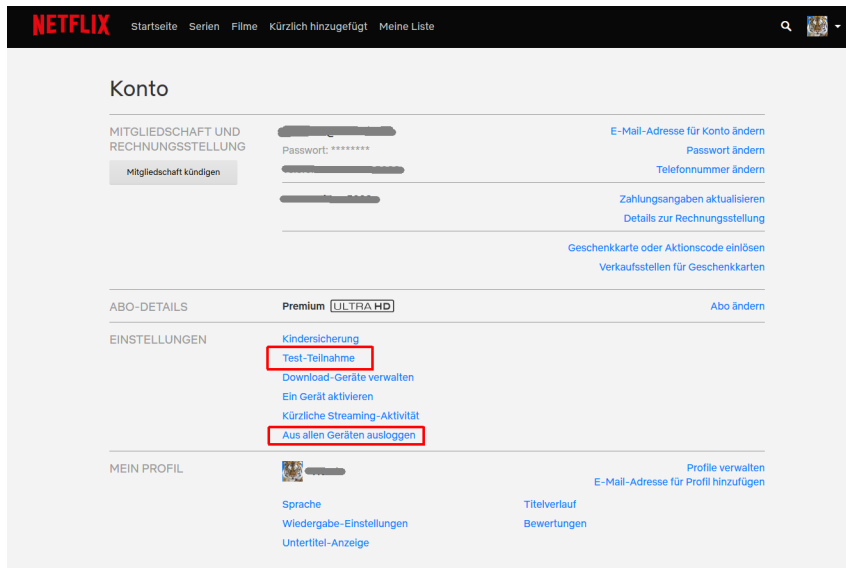 NETFLIX Startseite Serien Filme Kürzlich hinzugefügt Meine Liste
Konto
MITGLIEDSCHAFT UND
RECHNUNGSSTELLUNG
Mitgliedschaft kündigen
E-Mail-Adresse für Konto ändern
Passwort: ******** Passwort ändern
Telefonnummer ändern
Zahlungsangaben aktualisieren
Details zur Rechnungsstellung
Geschenkkarte oder Aktionscode einlösen
Verkaufsstellen für Geschenkkarten
ABO-DETAILS Premium ULTRA HD Abo ändern
EINSTELLUNGEN Kindersicherung
Test-Teilnahme
Download-Geräte verwalten
Ein Gerät aktivieren
Kürzliche Streaming-Aktivität
Aus allen Geräten ausloggen
MEIN PROFIL Profile verwalten
E-Mail-Adresse für Profil hinzufügen
Sprache Titelverlauf
Wiedergabe-Einstellungen Bewertungen
Untertitel-Anzeige